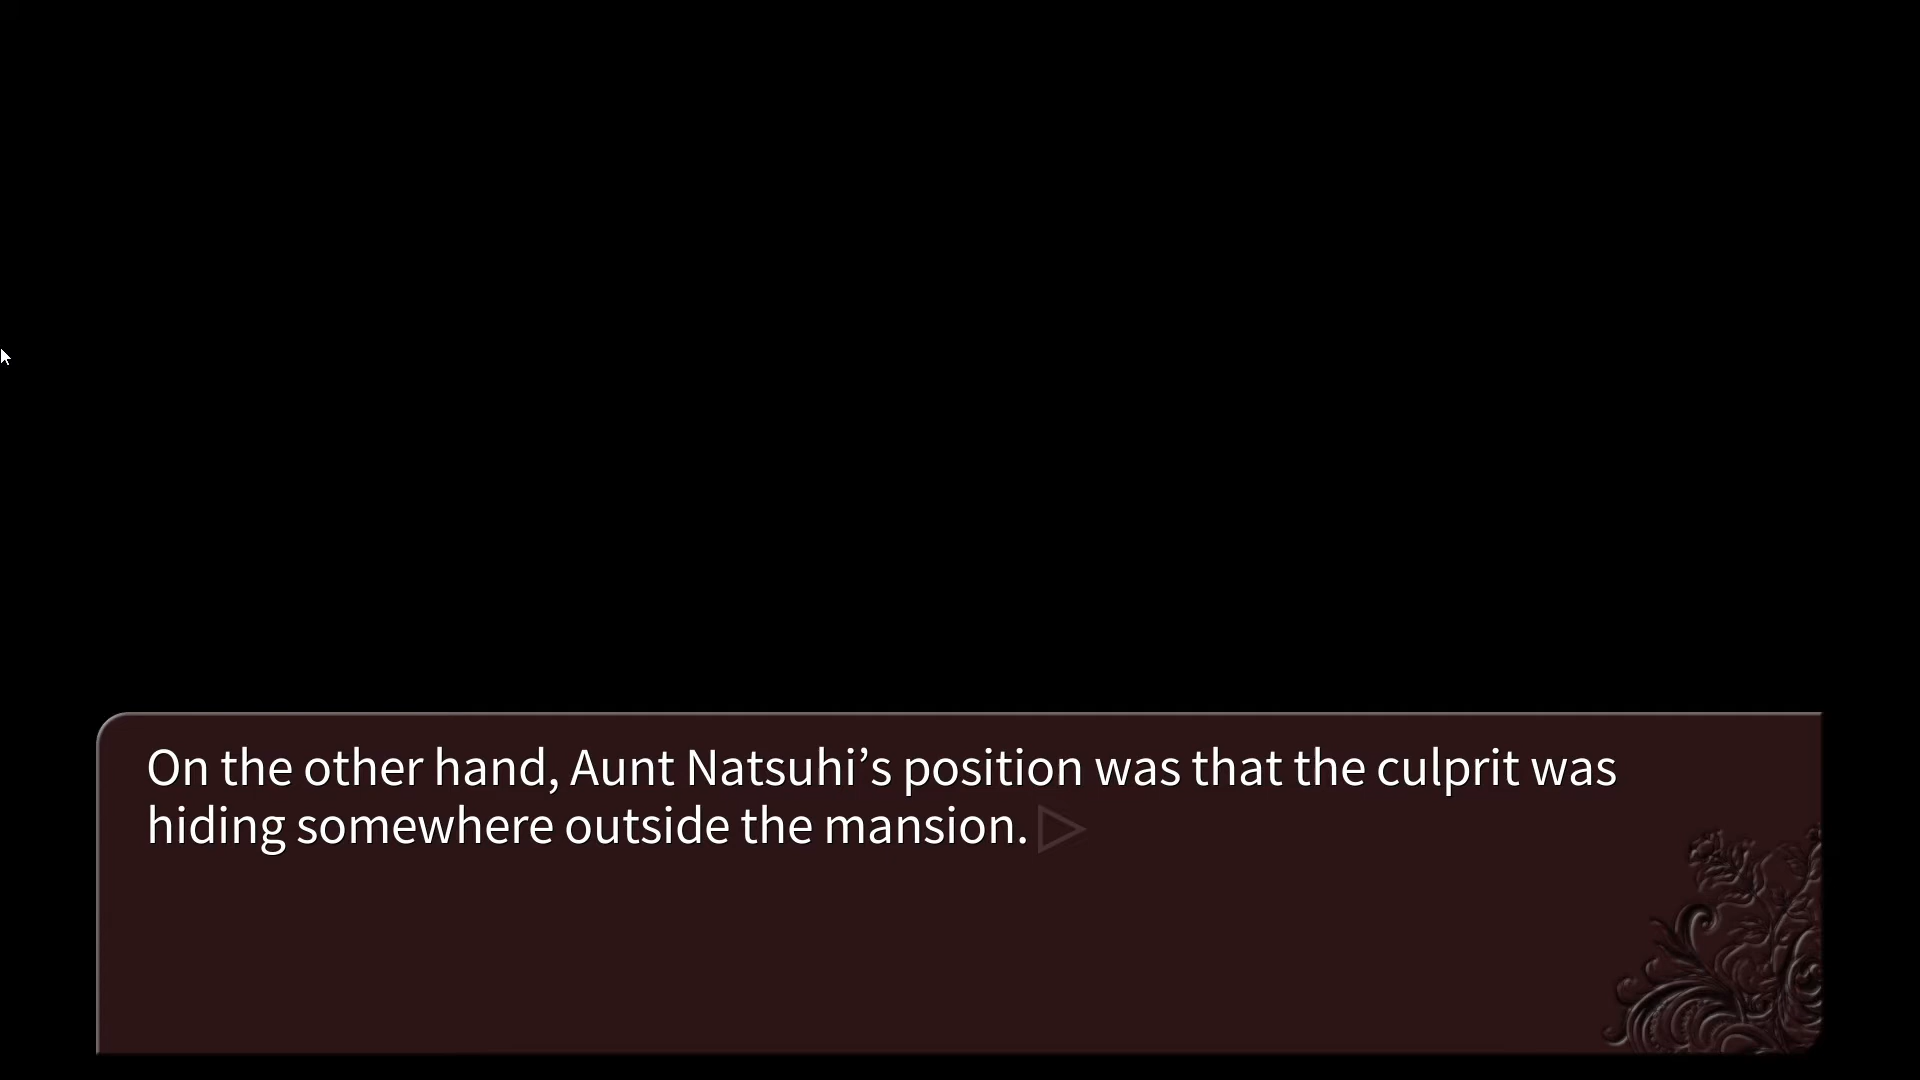 On the other hand, Aunt Natsuhi’s position was that the culprit was
hiding somewhere outside the mansion.